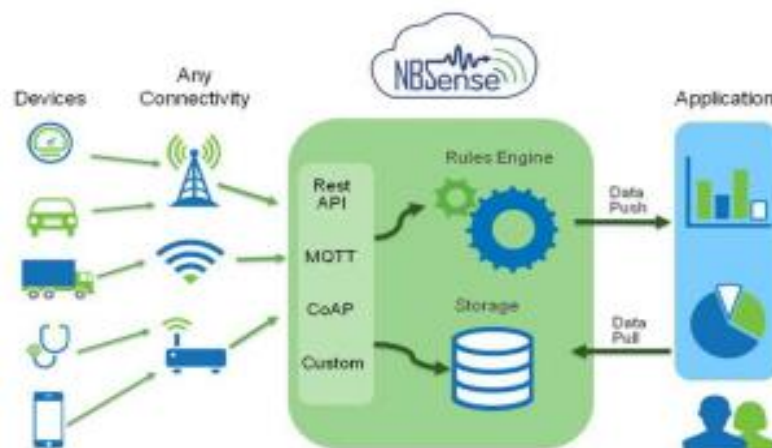 NBSense
Devices
Any
Connectivity
Application
Rest
API
MQTT
CoAP
Custom
Rules Engine
Storage
Data
Push
Data
Pull